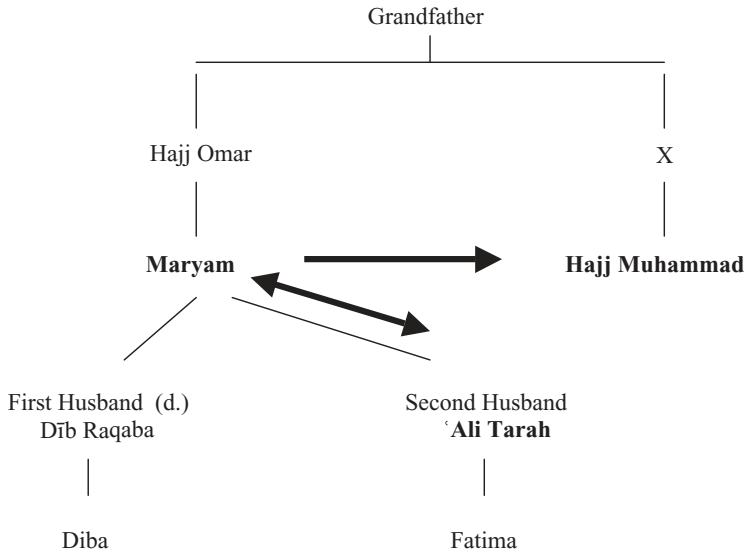 Grandfather
Hajj Omar
X
Maryam
Hajj Muhammad
First Husband (d.)
Dīb Raqaba
Second Husband
ʿAli Tarah
Diba
Fatima